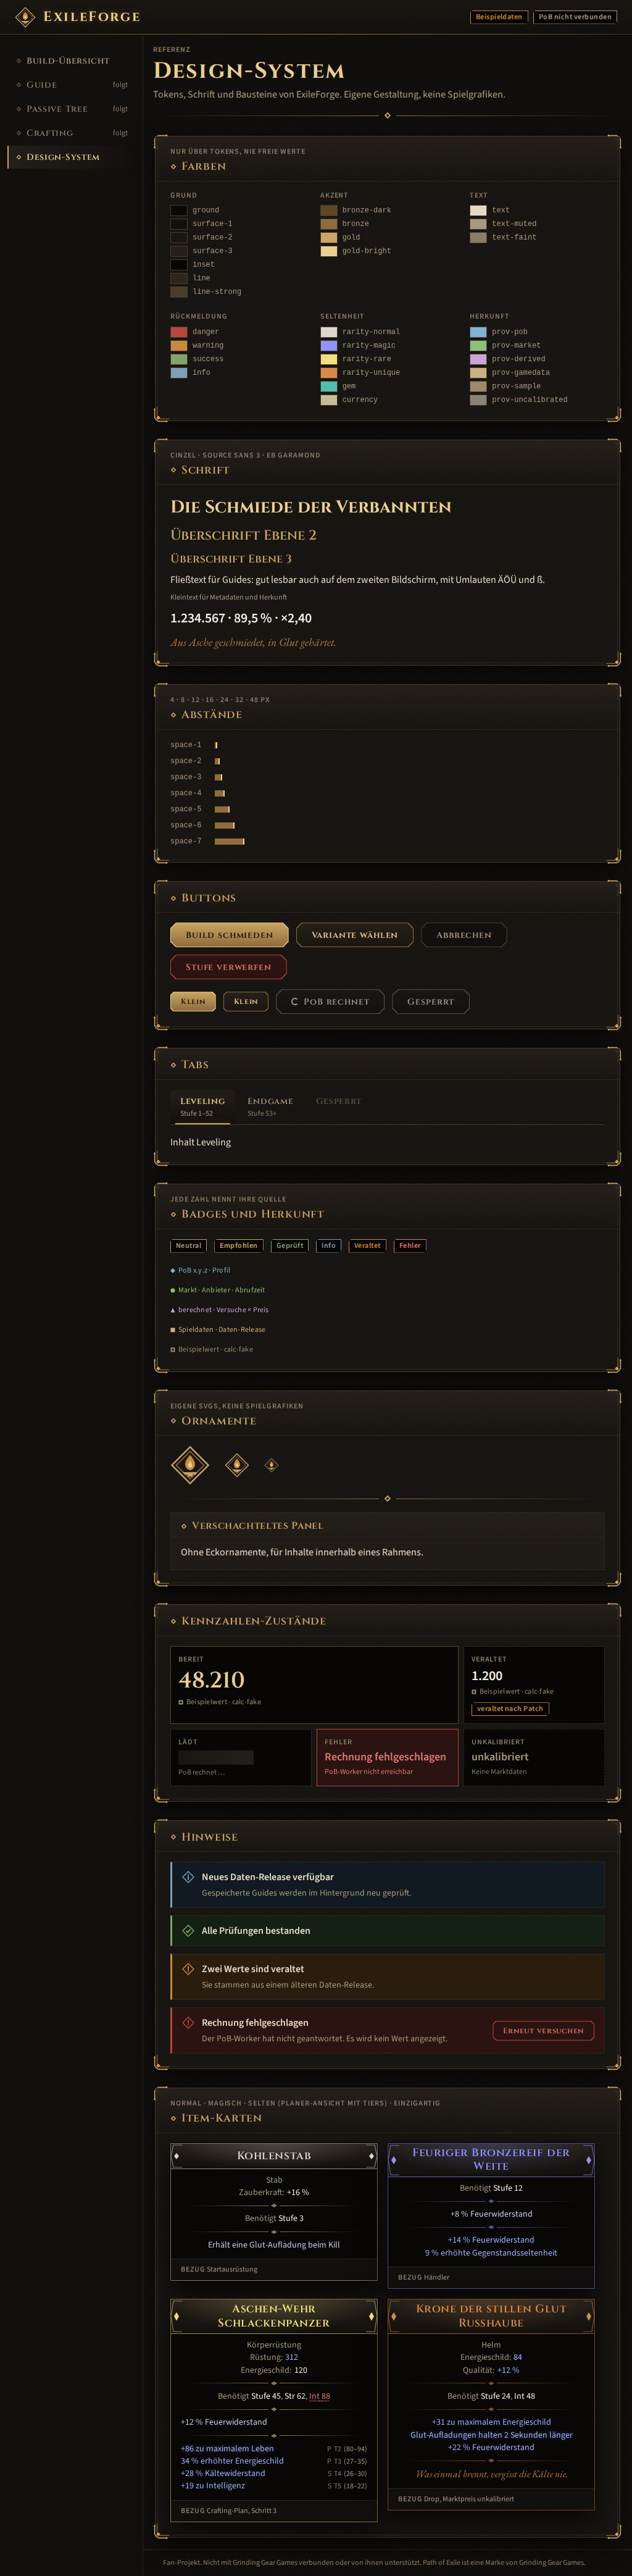 ExileForge
Beispieldaten
PoB nicht verbunden
Build-Übersicht
Guide folgt
Passive Tree folgt
Crafting folgt
Design-System
REFERENZ
Design-System
Tokens, Schrift und Bausteine von ExileForge. Eigene Gestaltung, keine Spielgrafiken.
NUR ÜBER TOKENS, NIE FREIE WERTE
Farben
GRUND
ground
surface-1
surface-2
surface-3
inset
line
line-strong
AKZENT
bronze-dark
bronze
gold
gold-bright
TEXT
text
text-muted
text-faint
RÜCKMELDUNG
danger
warning
success
info
SELTENHEIT
rarity-normal
rarity-magic
rarity-rare
rarity-unique
gem
currency
HERKUNFT
prov-pob
prov-market
prov-derived
prov-gamedata
prov-sample
prov-uncalibrated
CINZEL · SOURCE SANS 3 · EB GARAMOND
Schrift
Die Schmiede der Verbannten
Überschrift Ebene 2
Überschrift Ebene 3
Fließtext für Guides: gut lesbar auch auf dem zweiten Bildschirm, mit Umlauten ÄÖÜ und ß.
Kleintext für Metadaten und Herkunft
1.234.567 · 89,5 % · ×2,40
Aus Asche geschmiedet, in Glut gehärtet.
4 · 8 · 12 · 16 · 24 · 32 · 48 PX
Abstände
space-1
space-2
space-3
space-4
space-5
space-6
space-7
Buttons
Build schmieden
Variante wählen
Abbrechen
Stufe verwerfen
Klein
Klein
PoB rechnet
Gesperrt
Tabs
Leveling
Stufe 1–52
Endgame
Stufe 53+
Gesperrt
Inhalt Leveling
JEDE ZAHL NENNT IHRE QUELLE
Badges und Herkunft
Neutral
Empfohlen
Geprüft
Info
Veraltet
Fehler
PoB x.y.z · Profil
Markt · Anbieter · Abrufzeit
berechnet · Versuche × Preis
Spieldaten · Daten-Release
Beispielwert · calc-fake
EIGENE SVGS, KEINE SPIELGRAFIKEN
Ornamente
Verschachteltes Panel
Ohne Eckornamente, für Inhalte innerhalb eines Rahmens.
Kennzahlen-Zustände
BEREIT
48.210
Beispielwert · calc-fake
VERALTET
1.200
Beispielwert · calc-fake
veraltet nach Patch
LÄDT
PoB rechnet …
FEHLER
Rechnung fehlgeschlagen
PoB-Worker nicht erreichbar
UNKALIBRIERT
unkalibriert
Keine Marktdaten
Hinweise
Neues Daten-Release verfügbar
Gespeicherte Guides werden im Hintergrund neu geprüft.
Alle Prüfungen bestanden
Zwei Werte sind veraltet
Sie stammen aus einem älteren Daten-Release.
Rechnung fehlgeschlagen
Der PoB-Worker hat nicht geantwortet. Es wird kein Wert angezeigt.
Erneut versuchen
NORMAL · MAGISCH · SELTEN (PLANER-ANSICHT MIT TIERS) · EINZIGARTIG
Item-Karten
Kohlenstab
Stab
Zauberkraft: +16 %
Benötigt Stufe 3
Erhält eine Glut-Aufladung beim Kill
BEZUG Startausrüstung
Feuriger Bronzereif der
Weite
Benötigt Stufe 12
+8 % Feuerwiderstand
+14 % Feuerwiderstand
9 % erhöhte Gegenstandsseltenheit
BEZUG Händler
Aschen-Wehr
Schlackenpanzer
Körperrüstung
Rüstung: 312
Energieschild: 120
Benötigt Stufe 45, Str 62, Int 88
+12 % Feuerwiderstand
+86 zu maximalem Leben P T2 (80–94)
34 % erhöhter Energieschild P T3 (27–35)
+28 % Kältewiderstand S T4 (26–30)
+19 zu Intelligenz S T5 (18–22)
BEZUG Crafting-Plan, Schritt 3
Krone der stillen Glut
Russhaube
Helm
Energieschild: 84
Qualität: +12 %
Benötigt Stufe 24, Int 48
+31 zu maximalem Energieschild
Glut-Aufladungen halten 2 Sekunden länger
+22 % Feuerwiderstand
Was einmal brennt, vergisst die Kälte nie.
BEZUG Drop, Marktpreis unkalibriert
Fan-Projekt. Nicht mit Grinding Gear Games verbunden oder von ihnen unterstützt. Path of Exile ist eine Marke von Grinding Gear Games.